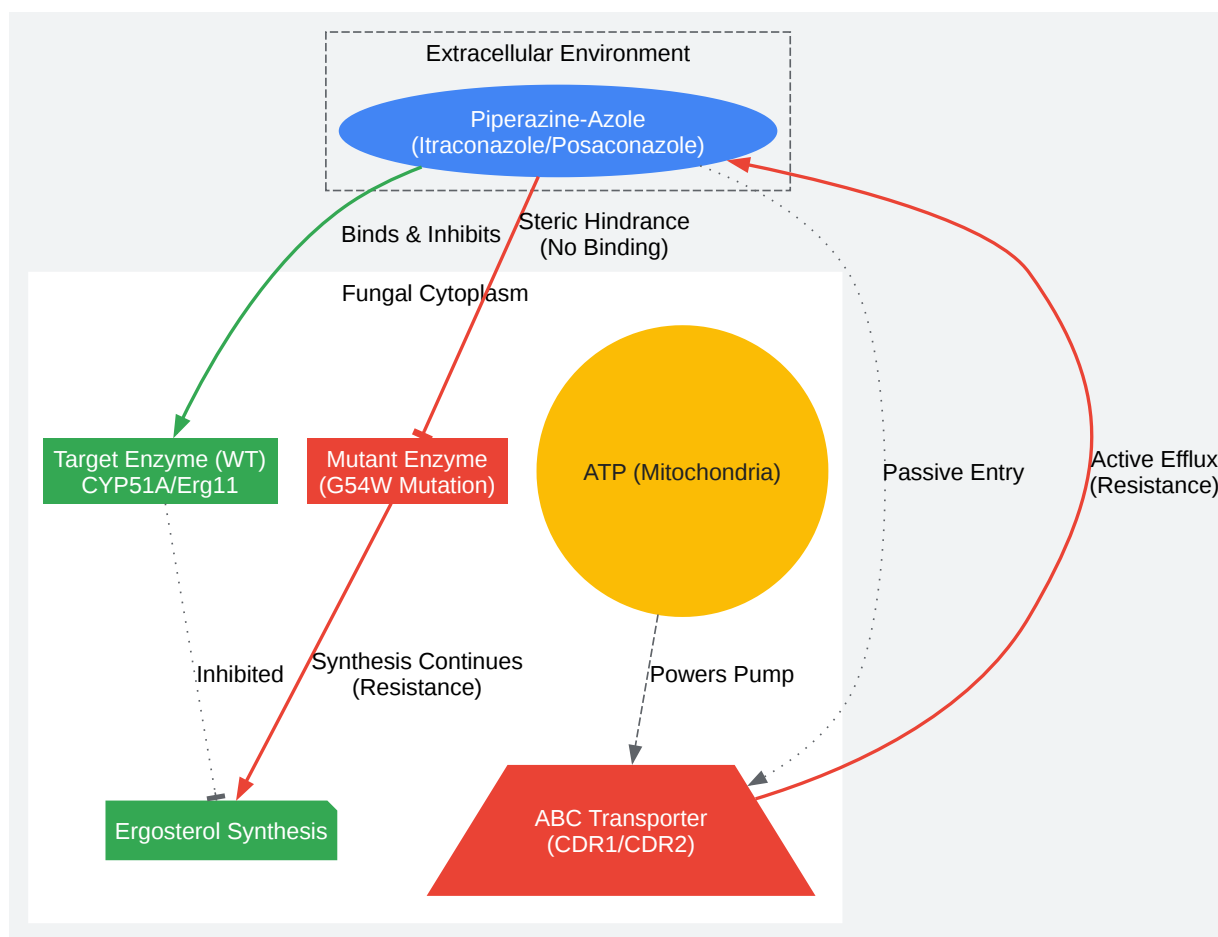 Extracellular Environment
Piperazine-Azole
(Itraconazole/Posaconazole)
Binds & Inhibits
Steric Hindrance
(No Binding)
Fungal Cytoplasm
Target Enzyme (WT)
CYP51A/Erg11
Mutant Enzyme
(G54W Mutation)
ATP (Mitochondria)
Passive Entry
Active Efflux
(Resistance)
Inhibited
Synthesis Continues
(Resistance)
Powers Pump
Ergosterol Synthesis
ABC Transporter
(CDR1/CDR2)